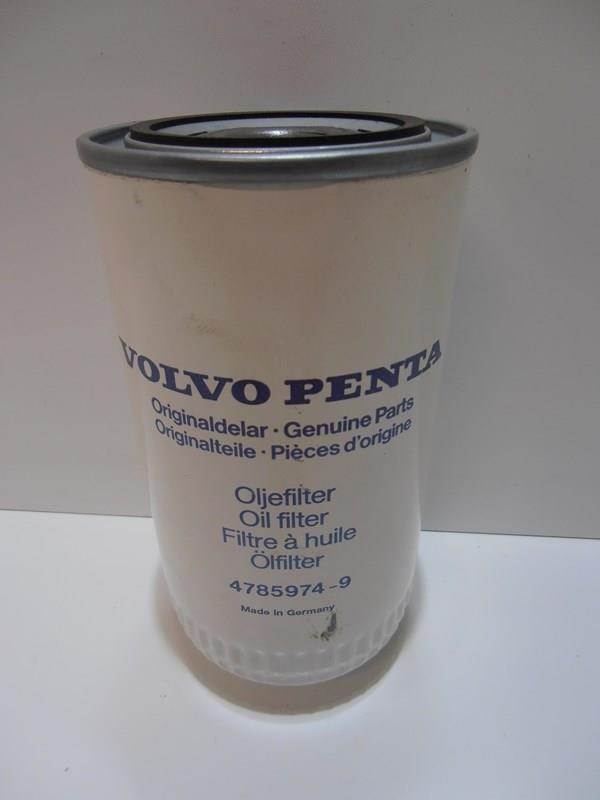 VOLVO PENTA
Originaldelar · Genuine Parts
Originalteile · Pièces d'origine
Oljefilter
Oil filter
Filtre à huile
Ölfilter
4785974-9
Made in Germany